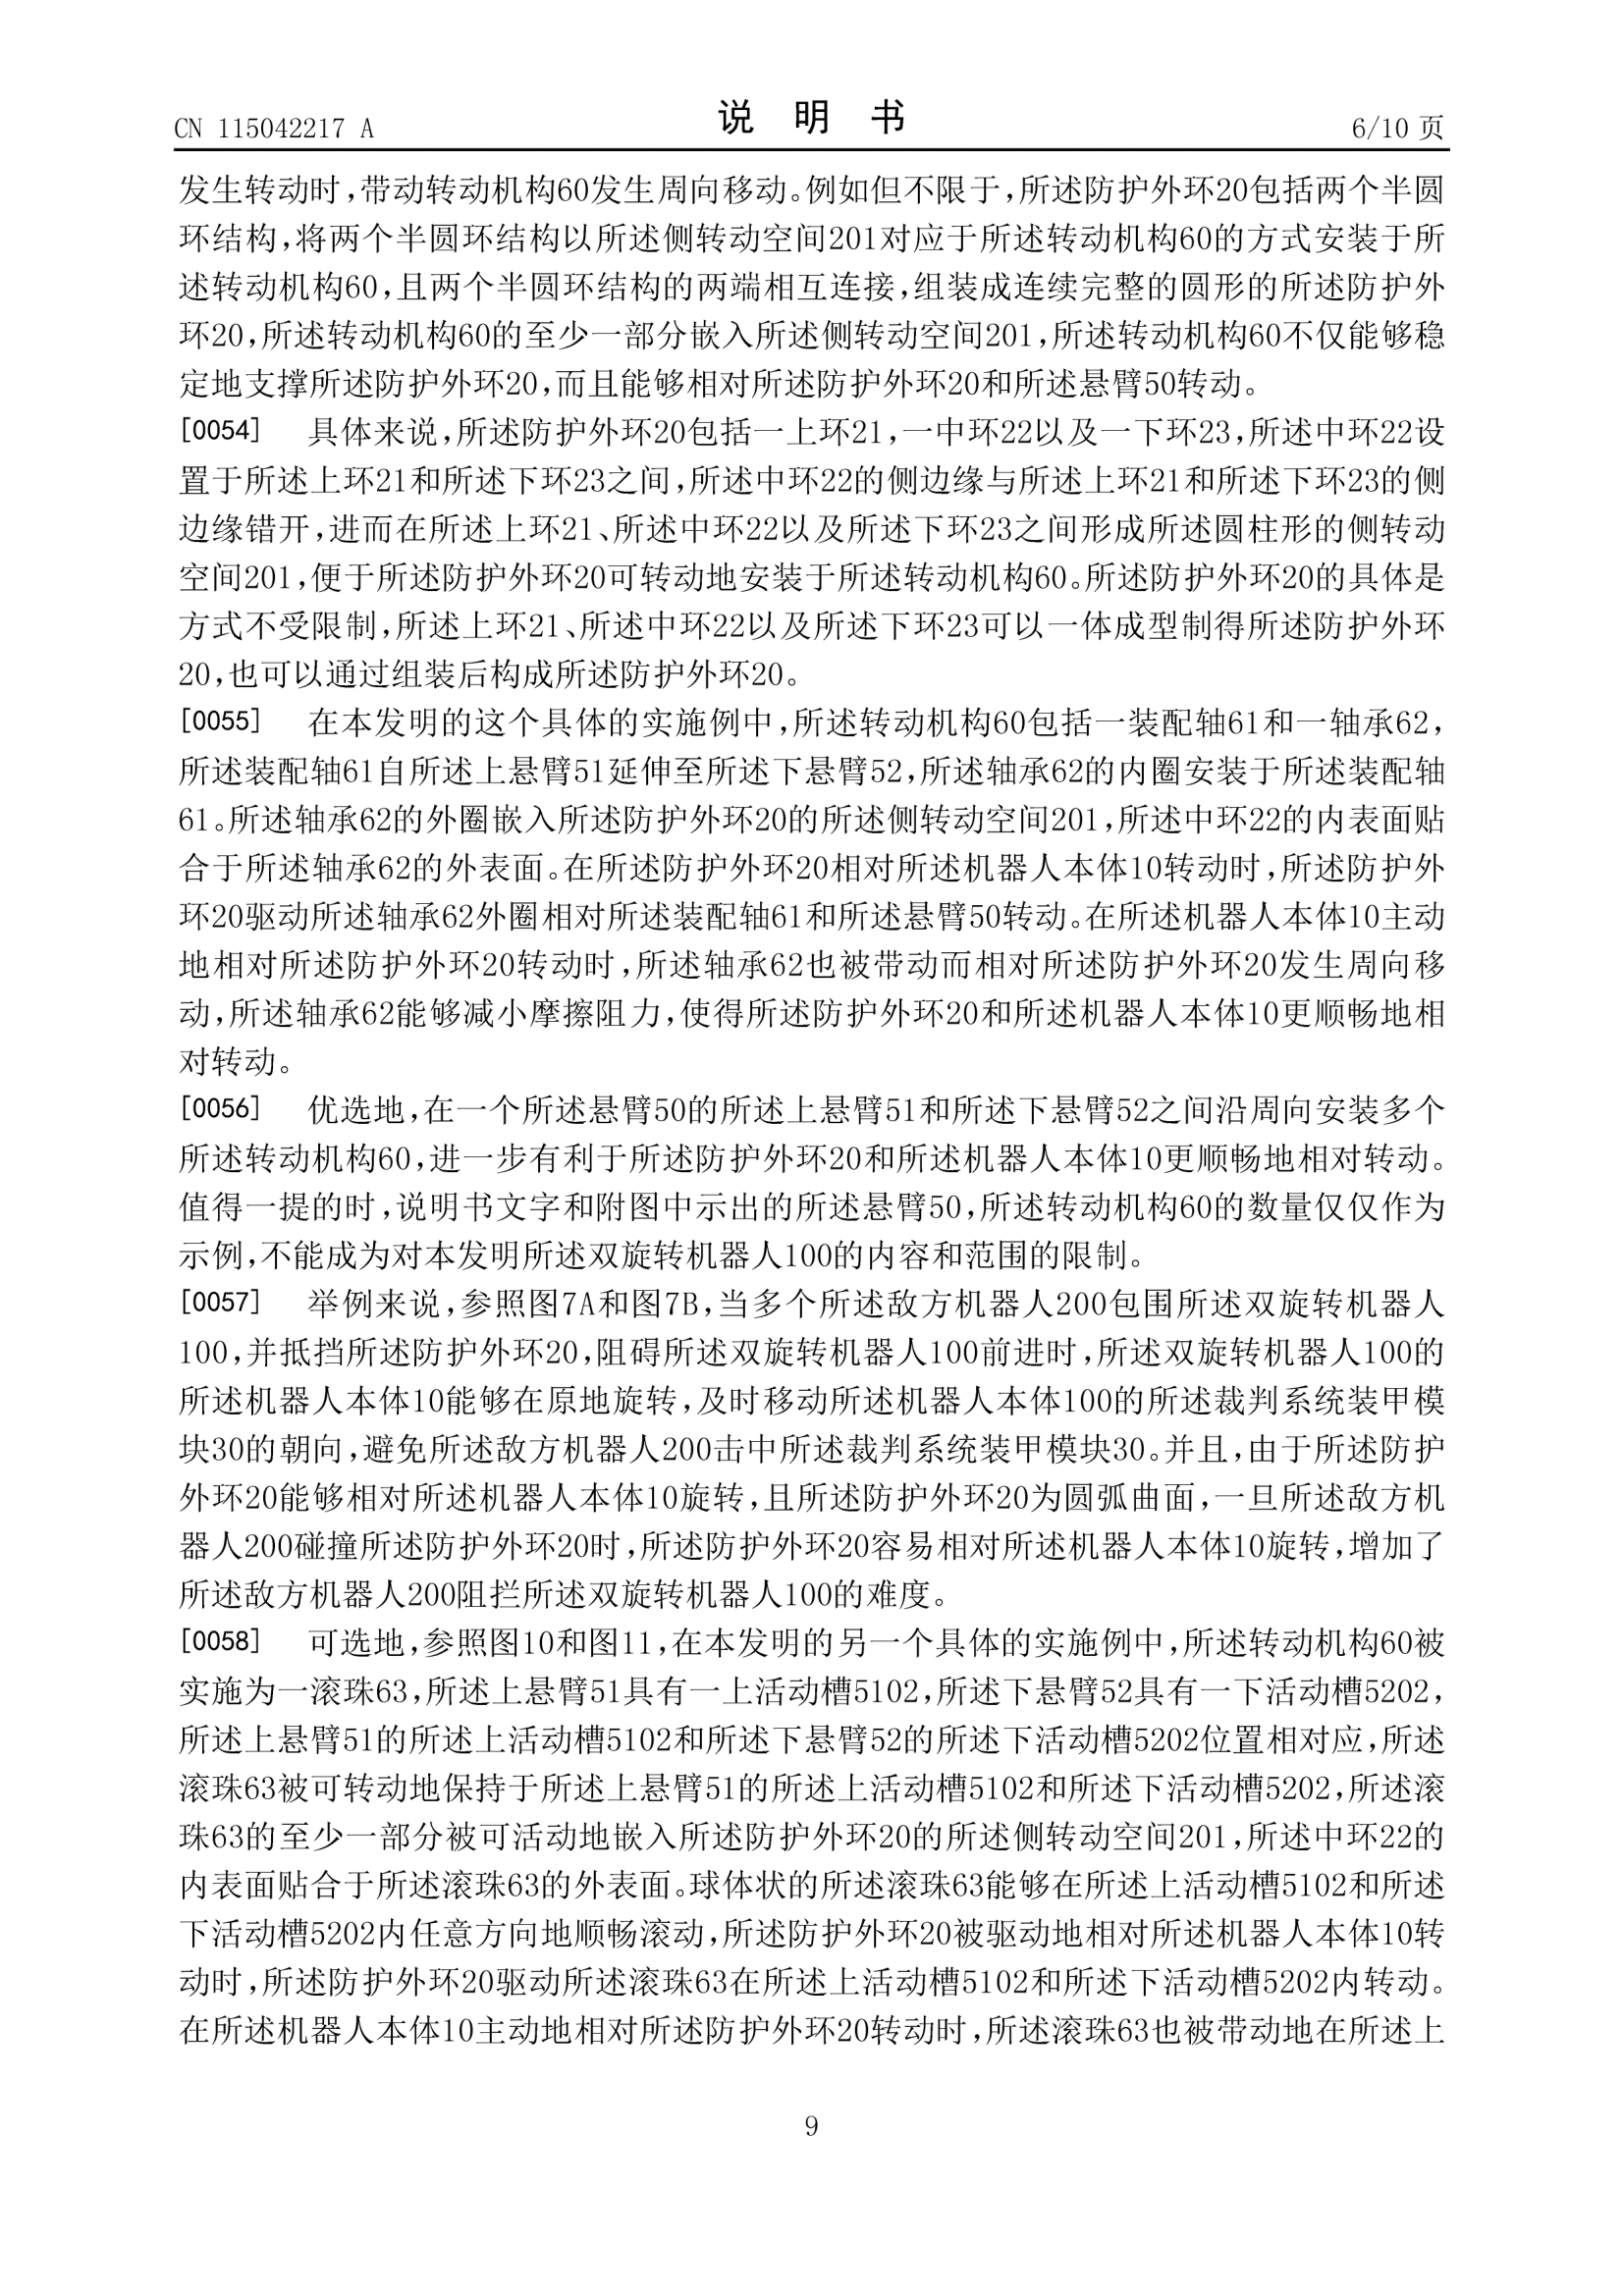 CN 115042217 A
说 明 书
6/10 页
发生转动时,带动转动机构60发生周向移动。例如但不限于,所述防护外环20包括两个半圆
环结构,将两个半圆环结构以所述侧转动空间201对应于所述转动机构60的方式安装于所
述转动机构60,且两个半圆环结构的两端相互连接,组装成连续完整的圆形的所述防护外
环20,所述转动机构60的至少一部分嵌入所述侧转动空间201,所述转动机构60不仅能够稳
定地支撑所述防护外环20,而且能够相对所述防护外环20和所述悬臂50转动。
[0054] 具体来说,所述防护外环20包括一上环21,一中环22以及一下环23,所述中环22设
置于所述上环21和所述下环23之间,所述中环22的侧边缘与所述上环21和所述下环23的侧
边缘错开,进而在所述上环21、所述中环22以及所述下环23之间形成所述圆柱形的侧转动
空间201,便于所述防护外环20可转动地安装于所述转动机构60。所述防护外环20的具体是
方式不受限制,所述上环21、所述中环22以及所述下环23可以一体成型制得所述防护外环
20,也可以通过组装后构成所述防护外环20。
[0055] 在本发明的这个具体的实施例中,所述转动机构60包括一装配轴61和一轴承62,
所述装配轴61自所述上悬臂51延伸至所述下悬臂52,所述轴承62的内圈安装于所述装配轴
61。所述轴承62的外圈嵌入所述防护外环20的所述侧转动空间201,所述中环22的内表面贴
合于所述轴承62的外表面。在所述防护外环20相对所述机器人本体10转动时,所述防护外
环20驱动所述轴承62外圈相对所述装配轴61和所述悬臂50转动。在所述机器人本体10主动
地相对所述防护外环20转动时,所述轴承62也被带动而相对所述防护外环20发生周向移
动,所述轴承62能够减小摩擦阻力,使得所述防护外环20和所述机器人本体10更顺畅地相
对转动。
[0056] 优选地,在一个所述悬臂50的所述上悬臂51和所述下悬臂52之间沿周向安装多个
所述转动机构60,进一步有利于所述防护外环20和所述机器人本体10更顺畅地相对转动。
值得一提的时,说明书文字和附图中示出的所述悬臂50,所述转动机构60的数量仅仅作为
示例,不能成为对本发明所述双旋转机器人100的内容和范围的限制。
[0057] 举例来说,参照图7A和图7B,当多个所述敌方机器人200包围所述双旋转机器人
100,并抵挡所述防护外环20,阻碍所述双旋转机器人100前进时,所述双旋转机器人100的
所述机器人本体10能够在原地旋转,及时移动所述机器人本体100的所述裁判系统装甲模
块30的朝向,避免所述敌方机器人200击中所述裁判系统装甲模块30。并且,由于所述防护
外环20能够相对所述机器人本体10旋转,且所述防护外环20为圆弧曲面,一旦所述敌方机
器人200碰撞所述防护外环20时,所述防护外环20容易相对所述机器人本体10旋转,增加了
所述敌方机器人200阻拦所述双旋转机器人100的难度。
[0058] 可选地,参照图10和图11,在本发明的另一个具体的实施例中,所述转动机构60被
实施为一滚珠63,所述上悬臂51具有一上活动槽5102,所述下悬臂52具有一下活动槽5202,
所述上悬臂51的所述上活动槽5102和所述下悬臂52的所述下活动槽5202位置相对应,所述
滚珠63被可转动地保持于所述上悬臂51的所述上活动槽5102和所述下活动槽5202,所述滚
珠63的至少一部分被可活动地嵌入所述防护外环20的所述侧转动空间201,所述中环22的
内表面贴合于所述滚珠63的外表面。球体状的所述滚珠63能够在所述上活动槽5102和所述
下活动槽5202内任意方向地顺畅滚动,所述防护外环20被驱动地相对所述机器人本体10转
动时,所述防护外环20驱动所述滚珠63在所述上活动槽5102和所述下活动槽5202内转动。
在所述机器人本体10主动地相对所述防护外环20转动时,所述滚珠63也被带动地在所述上
9